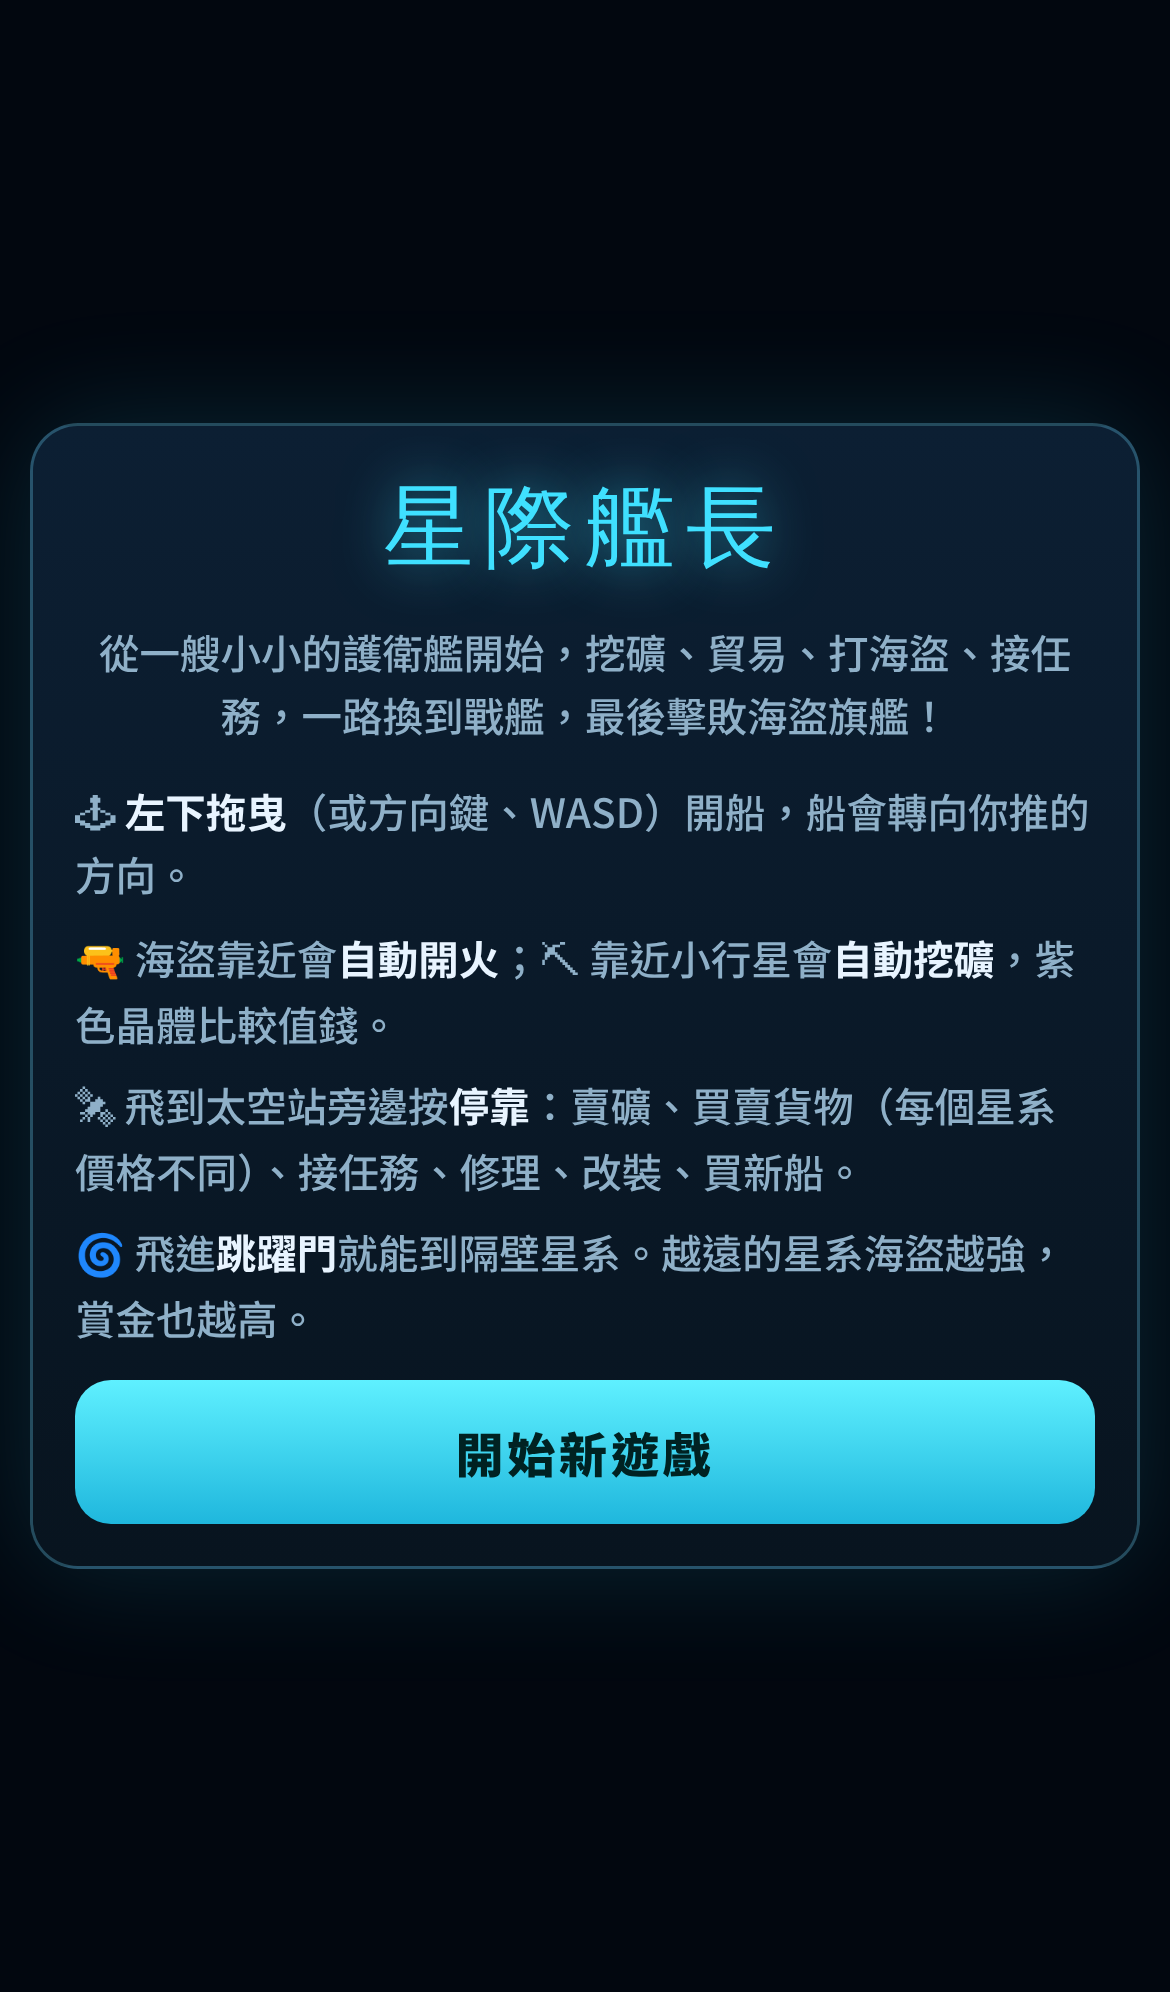 星際艦長
從一艘小小的護衛艦開始，挖礦、貿易、打海盜、接任
務，一路換到戰艦，最後擊敗海盜旗艦！
🕹 左下拖曳（或方向鍵、WASD）開船，船會轉向你推的
方向。
🔫 海盜靠近會自動開火；⛏ 靠近小行星會自動挖礦，紫
色晶體比較值錢。
🛰 飛到太空站旁邊按停靠：賣礦、買賣貨物（每個星系
價格不同）、接任務、修理、改裝、買新船。
🌀 飛進跳躍門就能到隔壁星系。越遠的星系海盜越強，
賞金也越高。
開始新遊戲